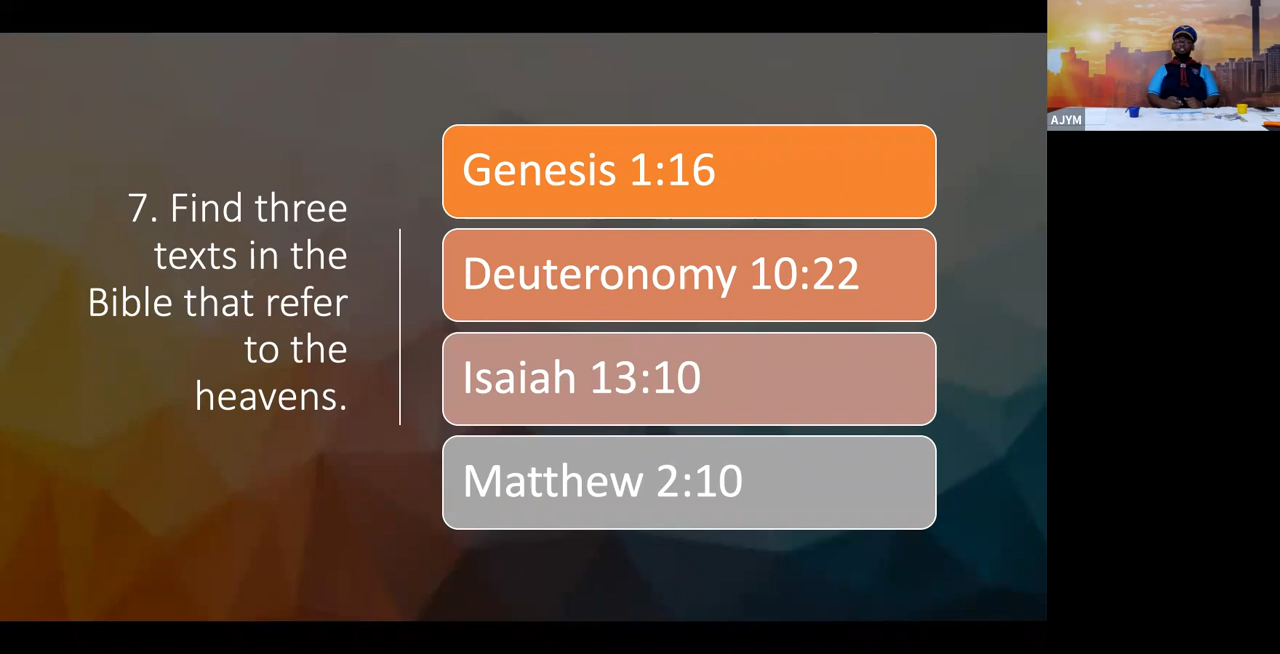 7. Find three
texts in the
Bible that refer
to the
heavens.
Genesis 1:16
Deuteronomy 10:22
Isaiah 13:10
Matthew 2:10
AJYM